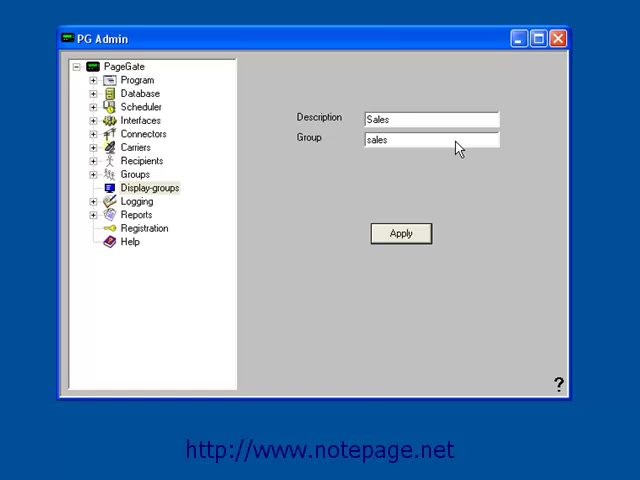 PG Admin
PageGate
Program
Database
Scheduler
Interfaces
Connectors
Carriers
Recipients
Groups
Display-groups
Logging
Reports
Registration
Help
Description Sales
Group sales
Apply
?
http://www.notepage.net